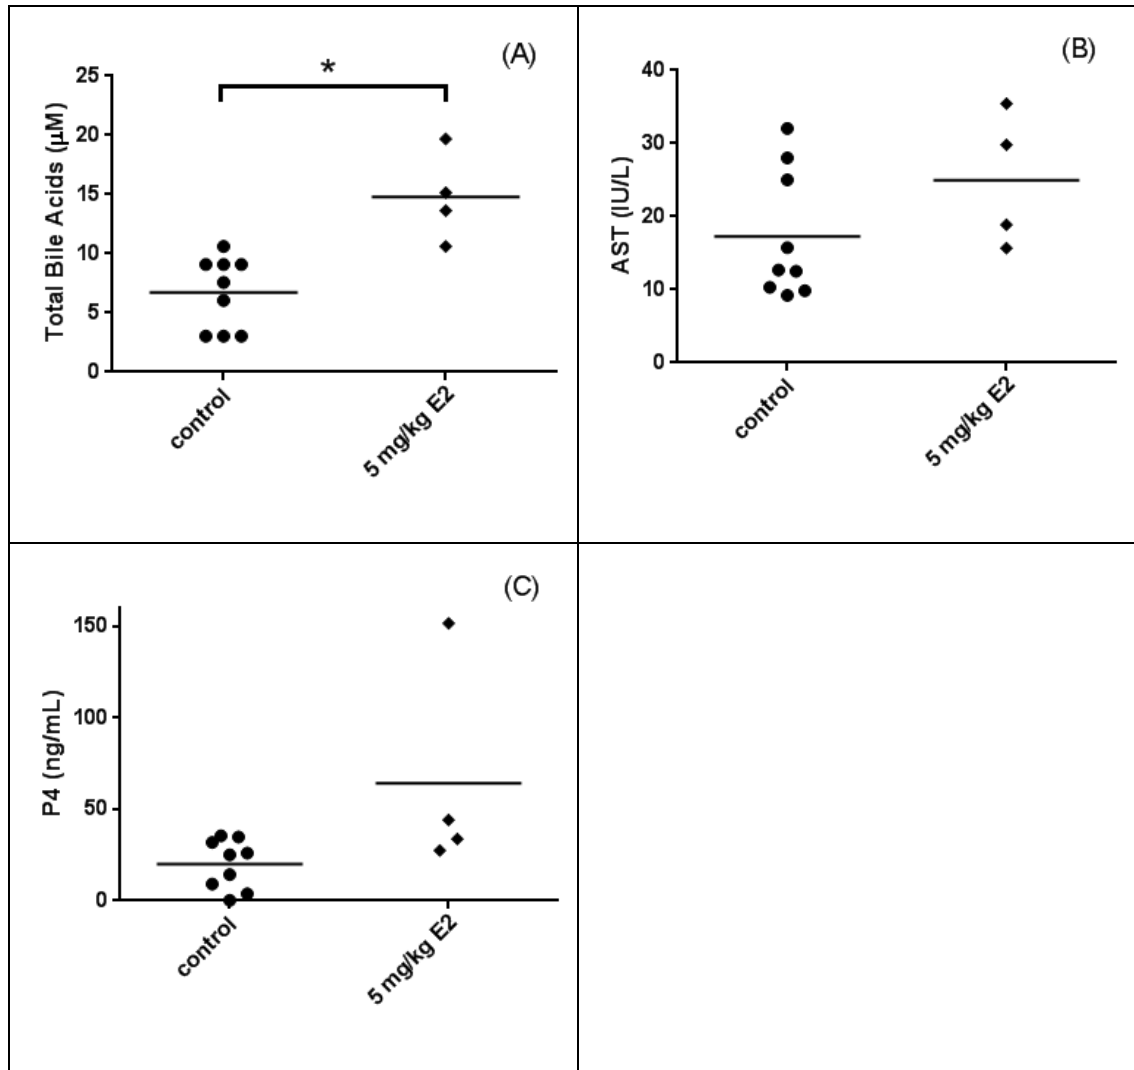 (A)
*
Total Bile Acids (µM)
25
20
15
10
5
0
control
5 mg/kg E2
(B)
AST (IU/L)
40
30
20
10
0
control
5 mg/kg E2
(C)
P4 (ng/mL)
150
100
50
0
control
5 mg/kg E2